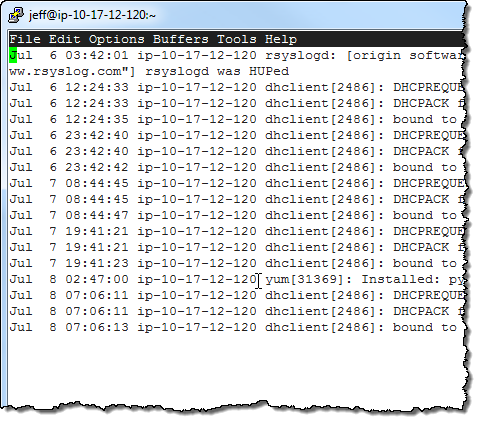 jeff@ip-10-17-12-120:~
File Edit Options Buffers Tools Help
Jul  6 03:42:01 ip-10-17-12-120 rsyslogd: [origin softwar
ww.rsyslog.com"] rsyslogd was HUPed
Jul  6 12:24:33 ip-10-17-12-120 dhclient[2486]: DHCPREQUE
Jul  6 12:24:33 ip-10-17-12-120 dhclient[2486]: DHCPACK f
Jul  6 12:24:35 ip-10-17-12-120 dhclient[2486]: bound to
Jul  6 23:42:40 ip-10-17-12-120 dhclient[2486]: DHCPREQUE
Jul  6 23:42:40 ip-10-17-12-120 dhclient[2486]: DHCPACK f
Jul  6 23:42:42 ip-10-17-12-120 dhclient[2486]: bound to
Jul  7 08:44:45 ip-10-17-12-120 dhclient[2486]: DHCPREQUE
Jul  7 08:44:45 ip-10-17-12-120 dhclient[2486]: DHCPACK f
Jul  7 08:44:47 ip-10-17-12-120 dhclient[2486]: bound to
Jul  7 19:41:21 ip-10-17-12-120 dhclient[2486]: DHCPREQUE
Jul  7 19:41:21 ip-10-17-12-120 dhclient[2486]: DHCPACK f
Jul  7 19:41:23 ip-10-17-12-120 dhclient[2486]: bound to
Jul  8 02:47:00 ip-10-17-12-120 yum[31369]: Installed: py
Jul  8 07:06:11 ip-10-17-12-120 dhclient[2486]: DHCPREQUE
Jul  8 07:06:11 ip-10-17-12-120 dhclient[2486]: DHCPACK f
Jul  8 07:06:13 ip-10-17-12-120 dhclient[2486]: bound to